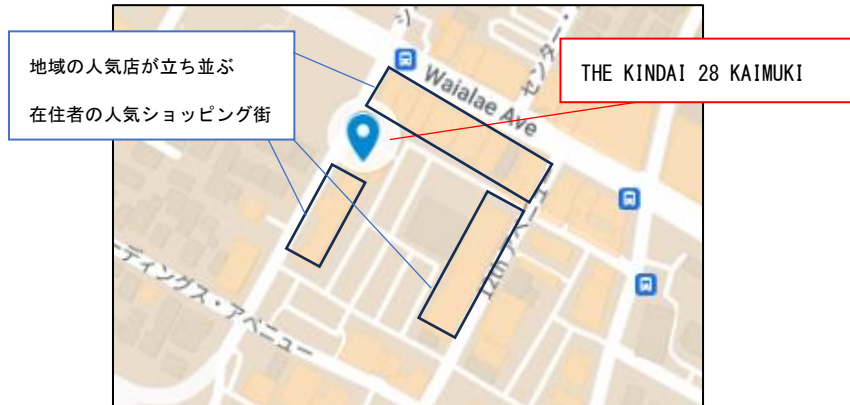 地域の人気店が立ち並ぶ
在住者の人気ショッピング街
THE KINDAI 28 KAIMUKI
Waialae Ave
センター・
12th アベニュー
ーディングス・アベニュー